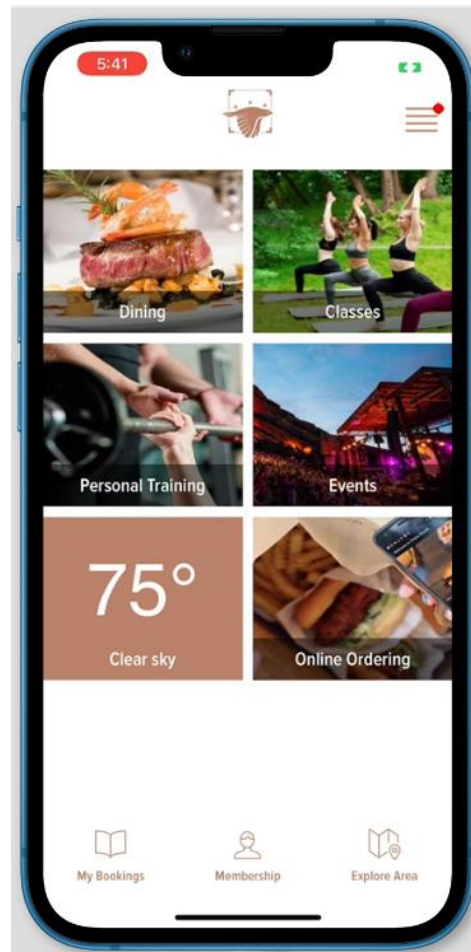 5:41
Dining
Classes
Personal Training
Events
75°
Clear sky
Online Ordering
My Bookings
Membership
Explore Area